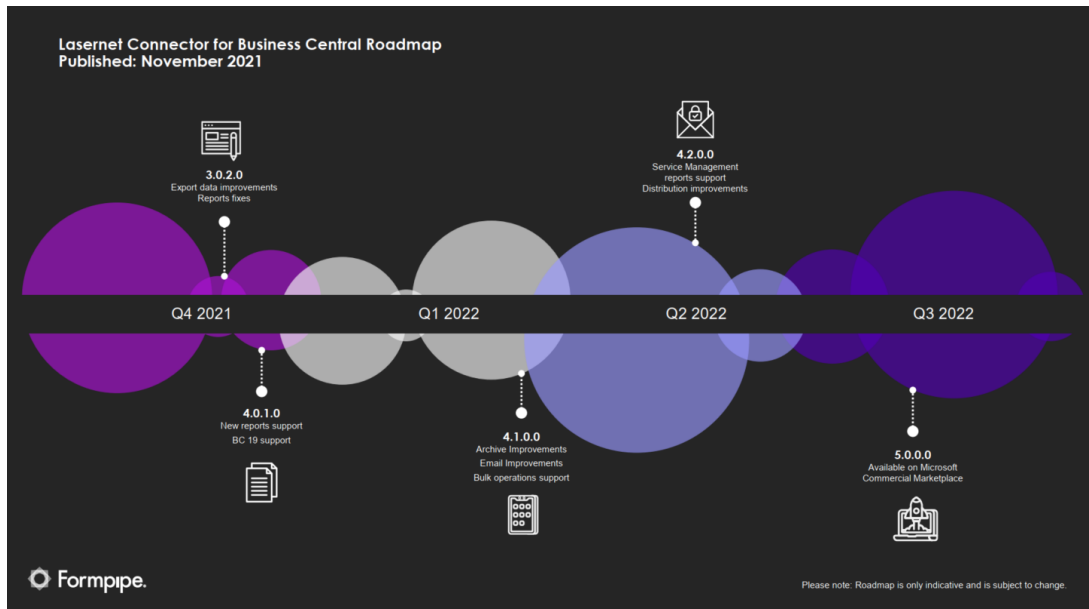 Lasernet Connector for Business Central Roadmap
Published: November 2021
3.0.2.0
Export data improvements
Reports fixes
4.2.0.0
Service Management
reports support
Distribution improvements
Q4 2021
Q1 2022
Q2 2022
Q3 2022
4.0.1.0
New reports support
BC 19 support
4.1.0.0
Archive Improvements
Email Improvements
Bulk operations support
5.0.0.0
Available on Microsoft
Commercial Marketplace
Formpipe.
Please note: Roadmap is only indicative and is subject to change.